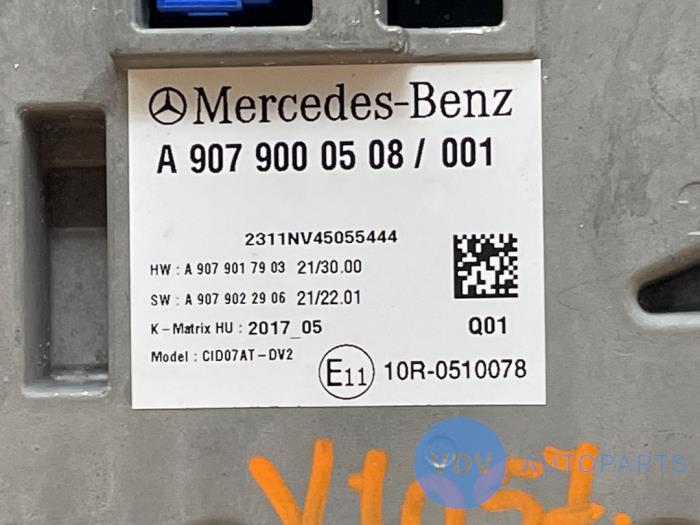 Mercedes-Benz
A 907 900 05 08 / 001
2311NV45055444
HW : A 907 901 79 03 21/30.00
SW : A 907 902 29 06 21/22.01
K-Matrix HU : 2017_05
Q01
Model : CID07AT-DV2
E11 10R-0510078
VDV AUTOPARTS